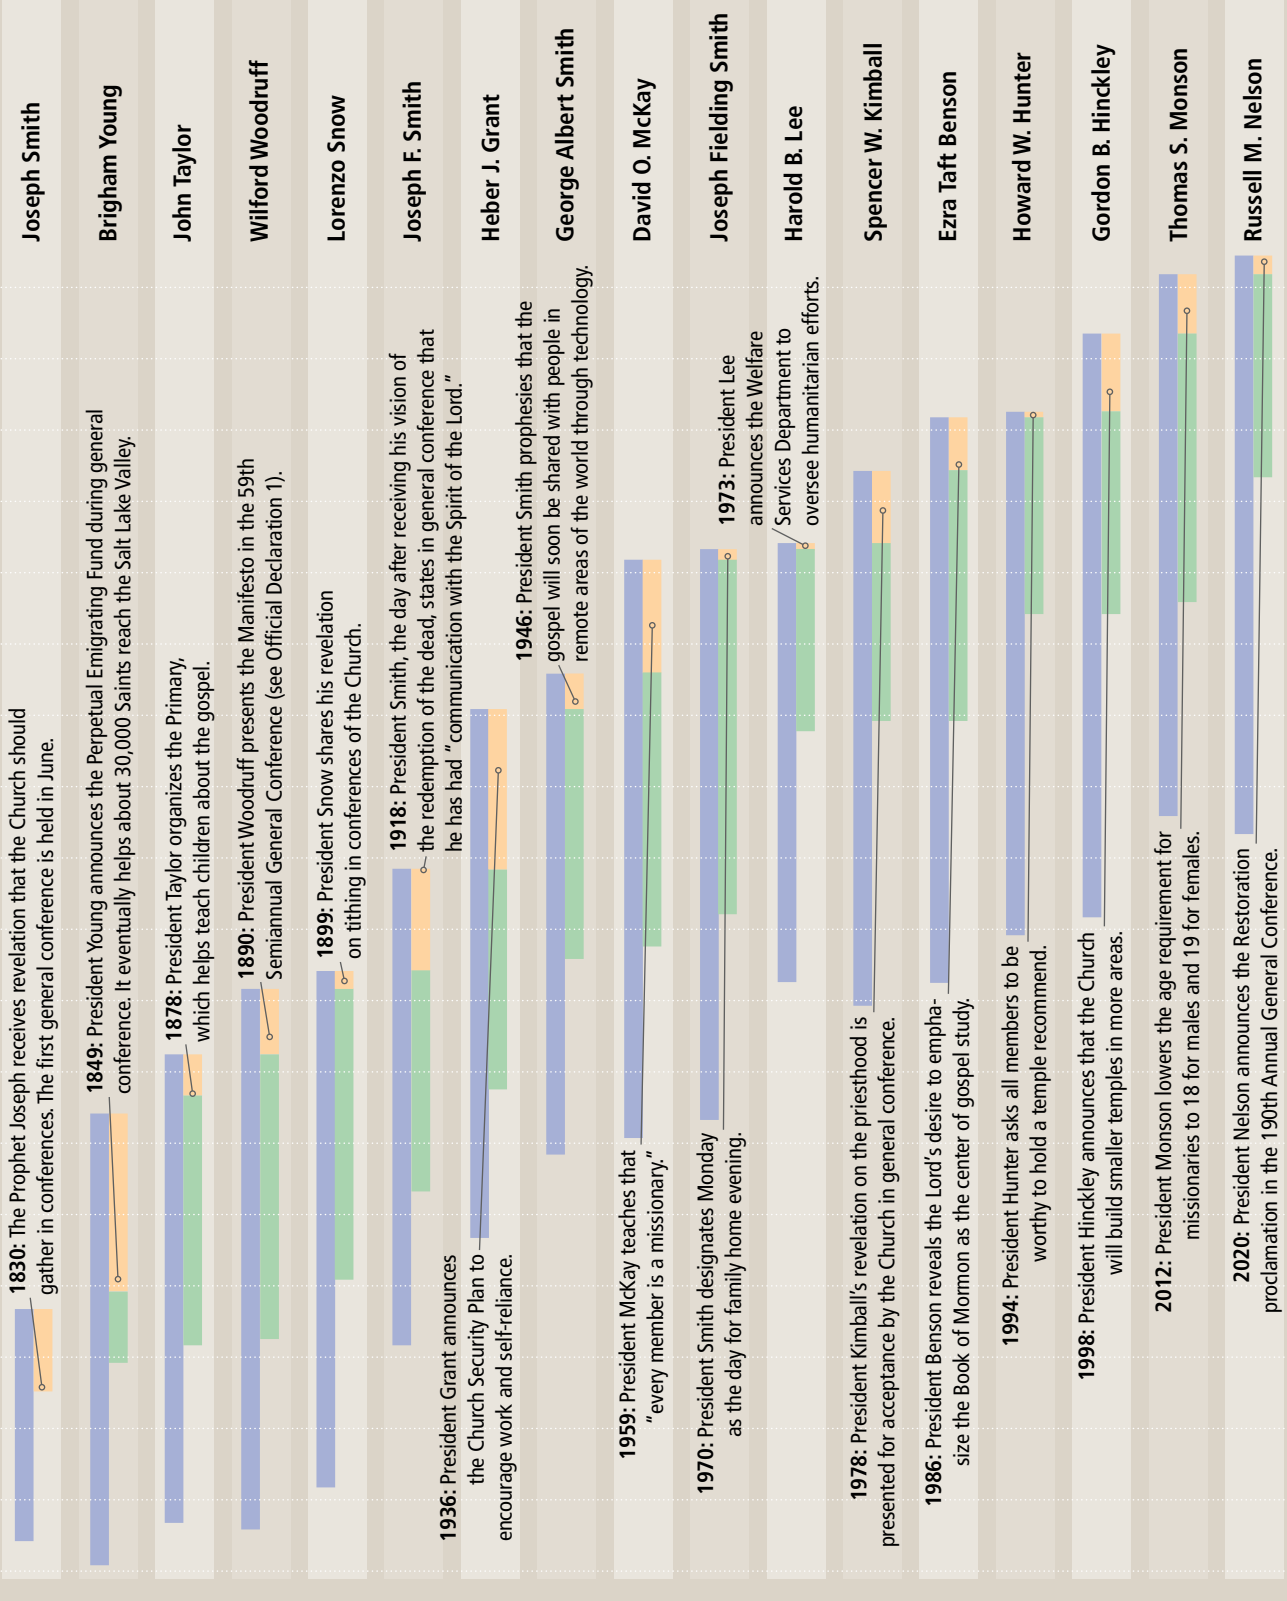 Joseph Smith
1830: The Prophet Joseph receives revelation that the Church should
gather in conferences. The first general conference is held in June.
Brigham Young
1849: President Young announces the Perpetual Emigrating Fund during general
conference. It eventually helps about 30,000 Saints reach the Salt Lake Valley.
John Taylor
1878: President Taylor organizes the Primary,
which helps teach children about the gospel.
Wilford Woodruff
1890: President Woodruff presents the Manifesto in the 59th
Semiannual General Conference (see Official Declaration 1).
Lorenzo Snow
1899: President Snow shares his revelation
on tithing in conferences of the Church.
Joseph F. Smith
1918: President Smith, the day after receiving his vision of
the redemption of the dead, states in general conference that
he has had “communication with the Spirit of the Lord.”
Heber J. Grant
1936: President Grant announces
the Church Security Plan to
encourage work and self-reliance.
George Albert Smith
1946: President Smith prophesies that the
gospel will soon be shared with people in
remote areas of the world through technology.
David O. McKay
1959: President McKay teaches that
“every member is a missionary.”
Joseph Fielding Smith
1970: President Smith designates Monday
as the day for family home evening.
Harold B. Lee
1973: President Lee
announces the Welfare
Services Department to
oversee humanitarian efforts.
Spencer W. Kimball
1978: President Kimball’s revelation on the priesthood is
presented for acceptance by the Church in general conference.
Ezra Taft Benson
1986: President Benson reveals the Lord’s desire to empha-
size the Book of Mormon as the center of gospel study.
Howard W. Hunter
1994: President Hunter asks all members to be
worthy to hold a temple recommend.
Gordon B. Hinckley
1998: President Hinckley announces that the Church
will build smaller temples in more areas.
Thomas S. Monson
2012: President Monson lowers the age requirement for
missionaries to 18 for males and 19 for females.
Russell M. Nelson
2020: President Nelson announces the Restoration
proclamation in the 190th Annual General Conference.